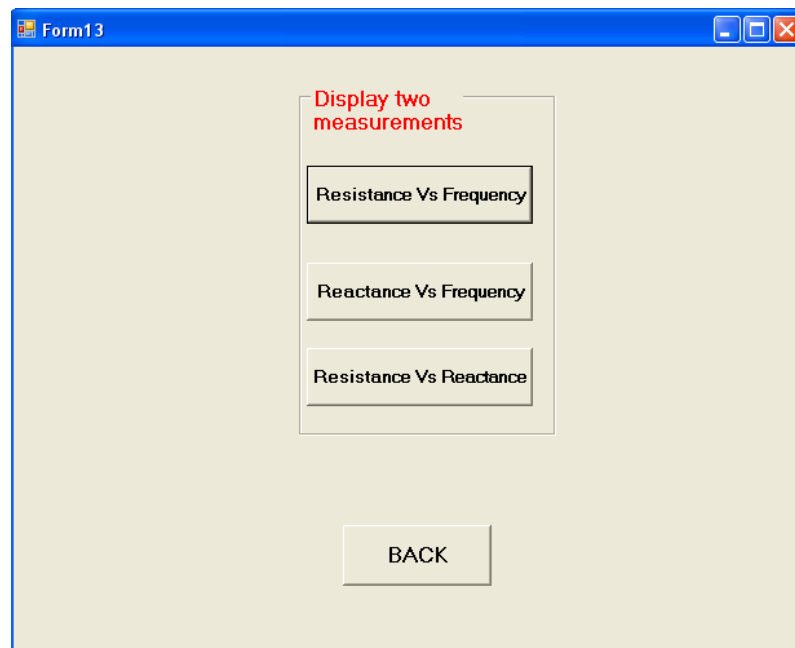 Form13
Display two
measurements
Resistance Vs Frequency
Reactance Vs Frequency
Resistance Vs Reactance
BACK